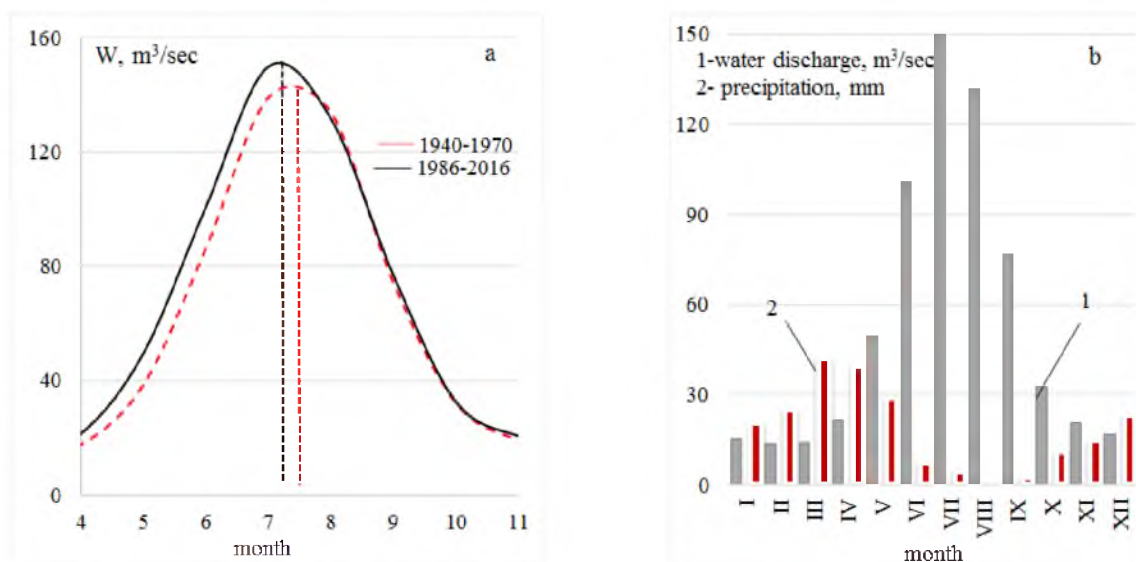 160
W, m³/sec
a
120
1940-1970
1986-2016
80
40
0
4 5 6 7 8 9 10 11
month
150
b
1-water discharge, m³/sec
2- precipitation, mm
120
90
60
2
1
30
0
I II III IV V VI VII VIII IX X XI XII
month